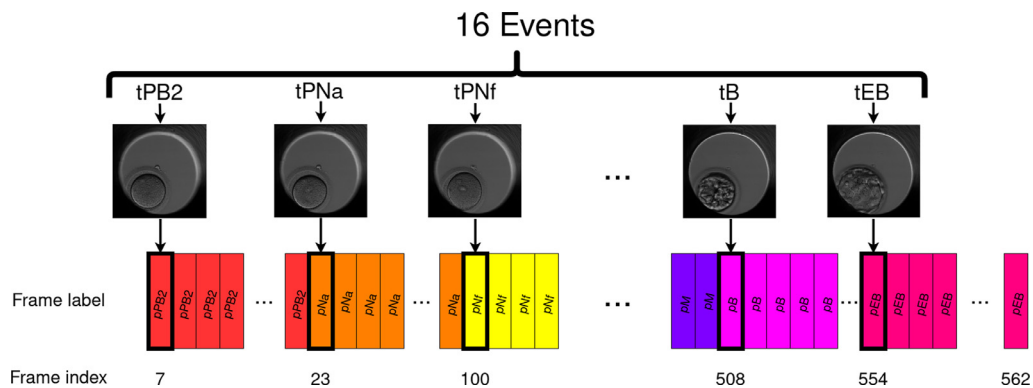 16 Events
tPB2 tPNa tPNf tB tEB
...
Frame label pPB2 pPB2 pPB2 pPB2 ... pPB2 pNa pNa pNa pNa ... pNa pNf pNf pNf pNf ... pM pM pB pB pB pB pB ... pEB pEB pEB pEB ... pEB
Frame index 7 23 100 508 554 562